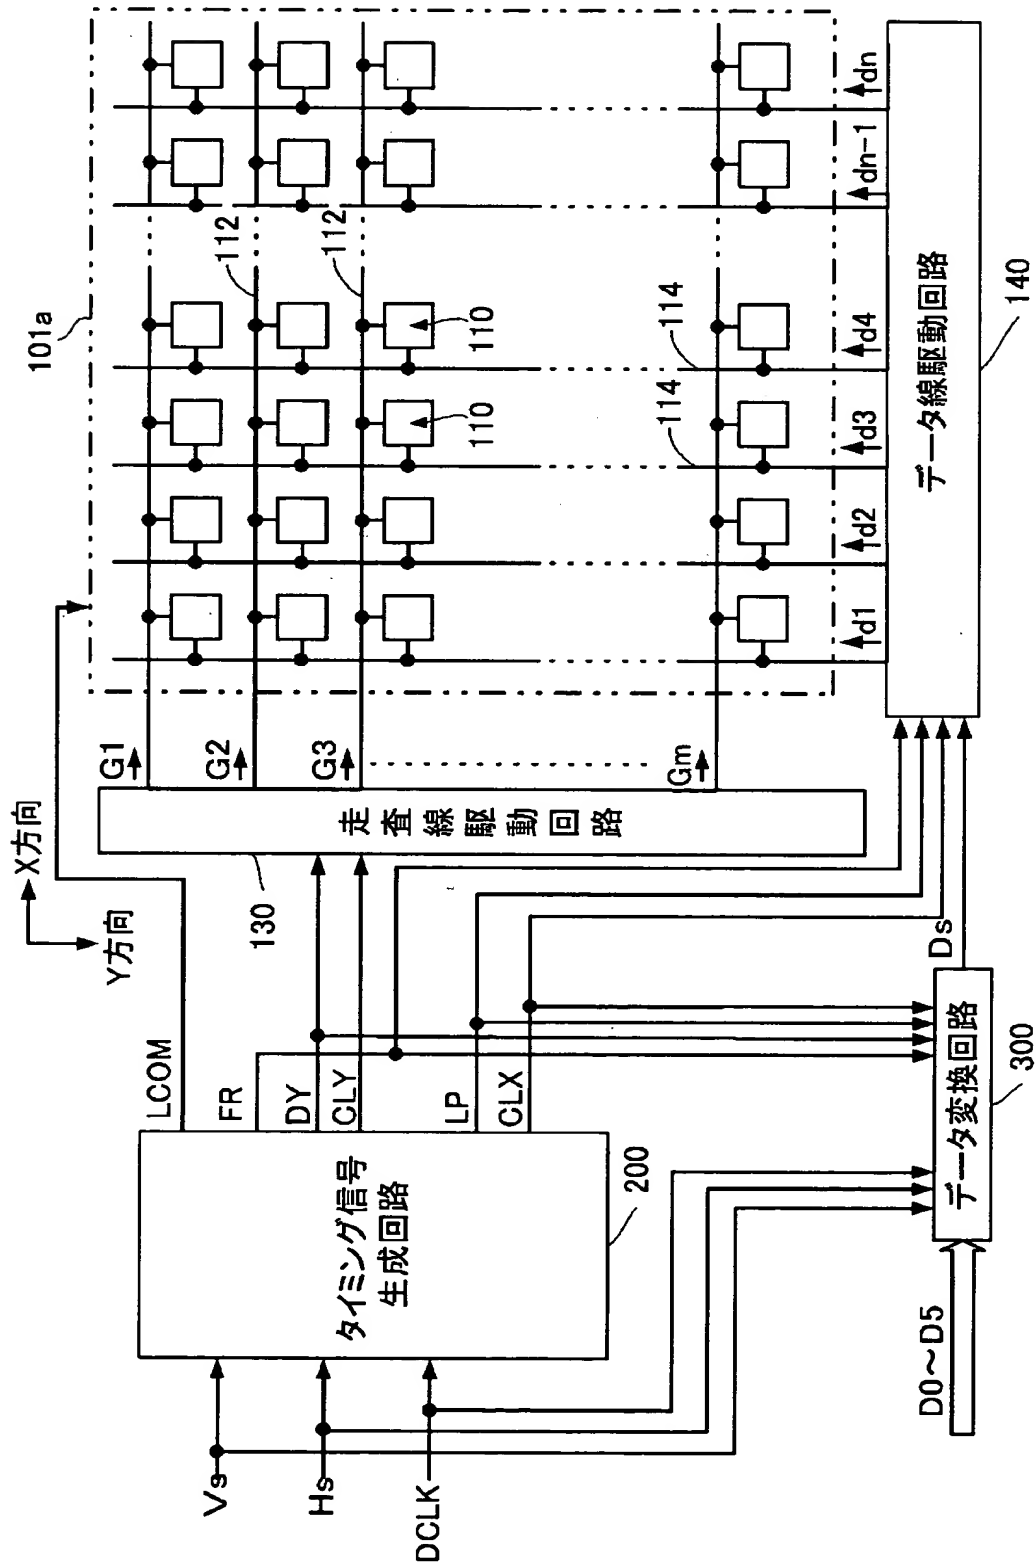 X方向
Y方向
101a
G1
G2
G3
Gm
112
112
110
110
114
114
d1
d2
d3
d4
dn-1
dn
走査線駆動回路
130
データ線駆動回路
140
LCOM
FR
DY
CLY
LP
CLX
タイミング信号
生成回路
200
Vs
Hs
DCLK
D0～D5
データ変換回路
300
Ds